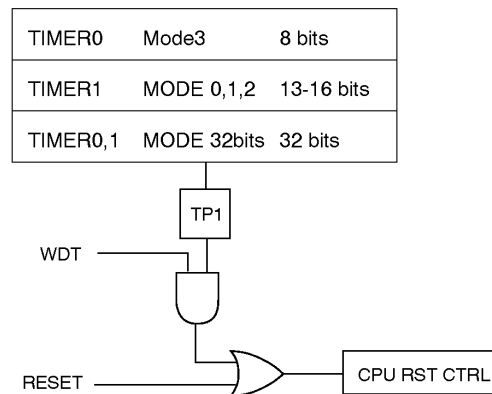 TIMER0 Mode3 8 bits
TIMER1 MODE 0,1,2 13-16 bits
TIMER0,1 MODE 32bits 32 bits
TP1
WDT
CPU RST CTRL
RESET